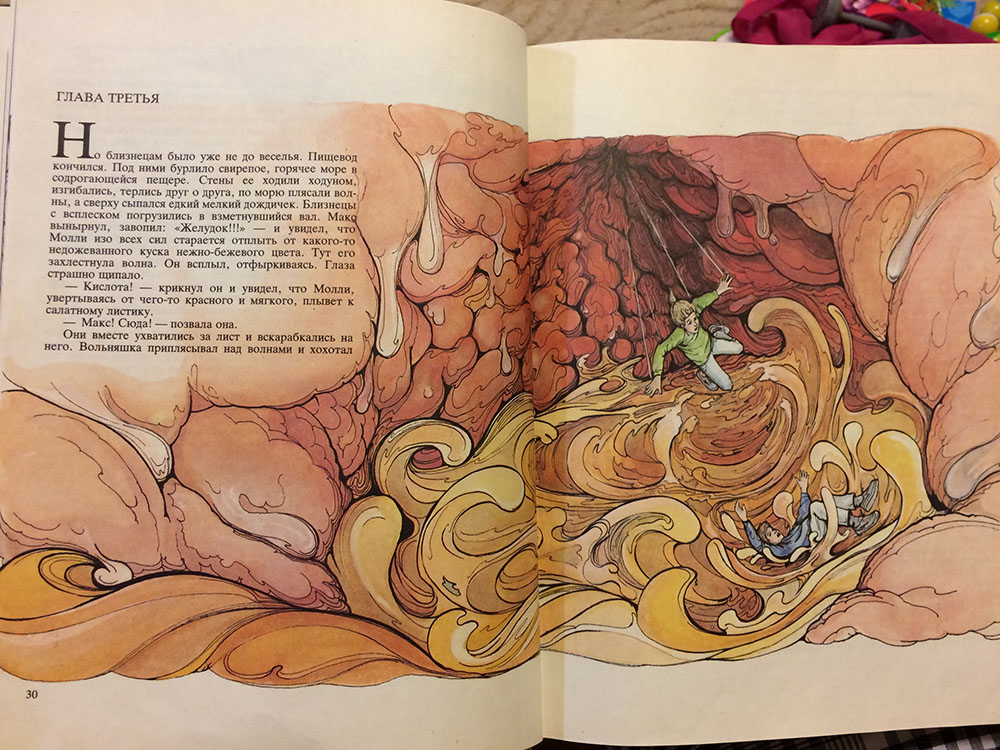 ГЛАВА ТРЕТЬЯ
Но близнецам было уже не до веселья. Пищевод
кончился. Под ними бурлило свирепое, горячее море в
содрогающейся пещере. Стены ее ходили ходуном,
изгибались, терлись друг о друга, по морю плясали вол-
ны, а сверху сыпался едкий мелкий дождичек. Близнецы
с всплеском погрузились в взметнувшийся вал. Макс
вынырнул, завопил: «Желудок!!!» — и увидел, что
Молли изо всех сил старается отплыть от какого-то
недожеванного куска нежно-бежевого цвета. Тут его
захлестнула волна. Он всплыл, отфыркиваясь. Глаза
страшно щипало.
— Кислота! — крикнул он и увидел, что Молли,
увертываясь от чего-то красного и мягкого, плывет к
салатному листику.
— Макс! Сюда! — позвала она.
Они вместе ухватились за лист и вскарабкались на
него. Вольняшка приплясывал над волнами и хохотал
30